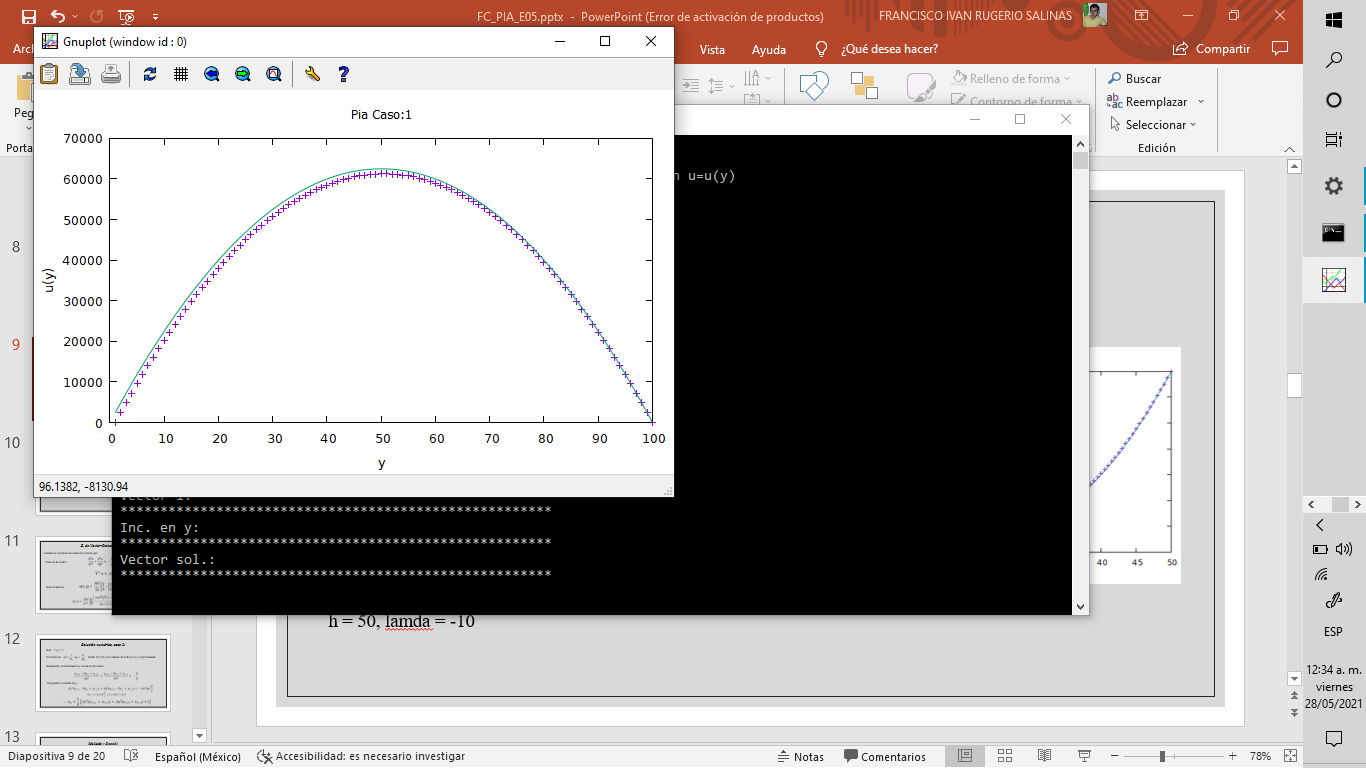 FC_PIA_E05.pptx - PowerPoint (Error de activación de productos)
FRANCISCO IVAN RUGERIO SALINAS
Gnuplot (window id : 0)
Vista
Ayuda
¿Qué desea hacer?
Compartir
Relleno de forma
Contorno de forma
Buscar
Reemplazar
Seleccionar
Edición
Pia Caso:1
u(y)
70000
60000
50000
40000
30000
20000
10000
0
0 10 20 30 40 50 60 70 80 90 100
y
96.1382, -8130.94
u=u(y)
*******************************************************
Inc. en y:
*******************************************************
Vector sol.:
*******************************************************
40 45 50
h = 50, lamda = -10
8
9
10
11
12
13
Diapositiva 9 de 20
Español (México)
Accesibilidad: es necesario investigar
Notas
Comentarios
78%
ESP
12:34 a. m.
viernes
28/05/2021